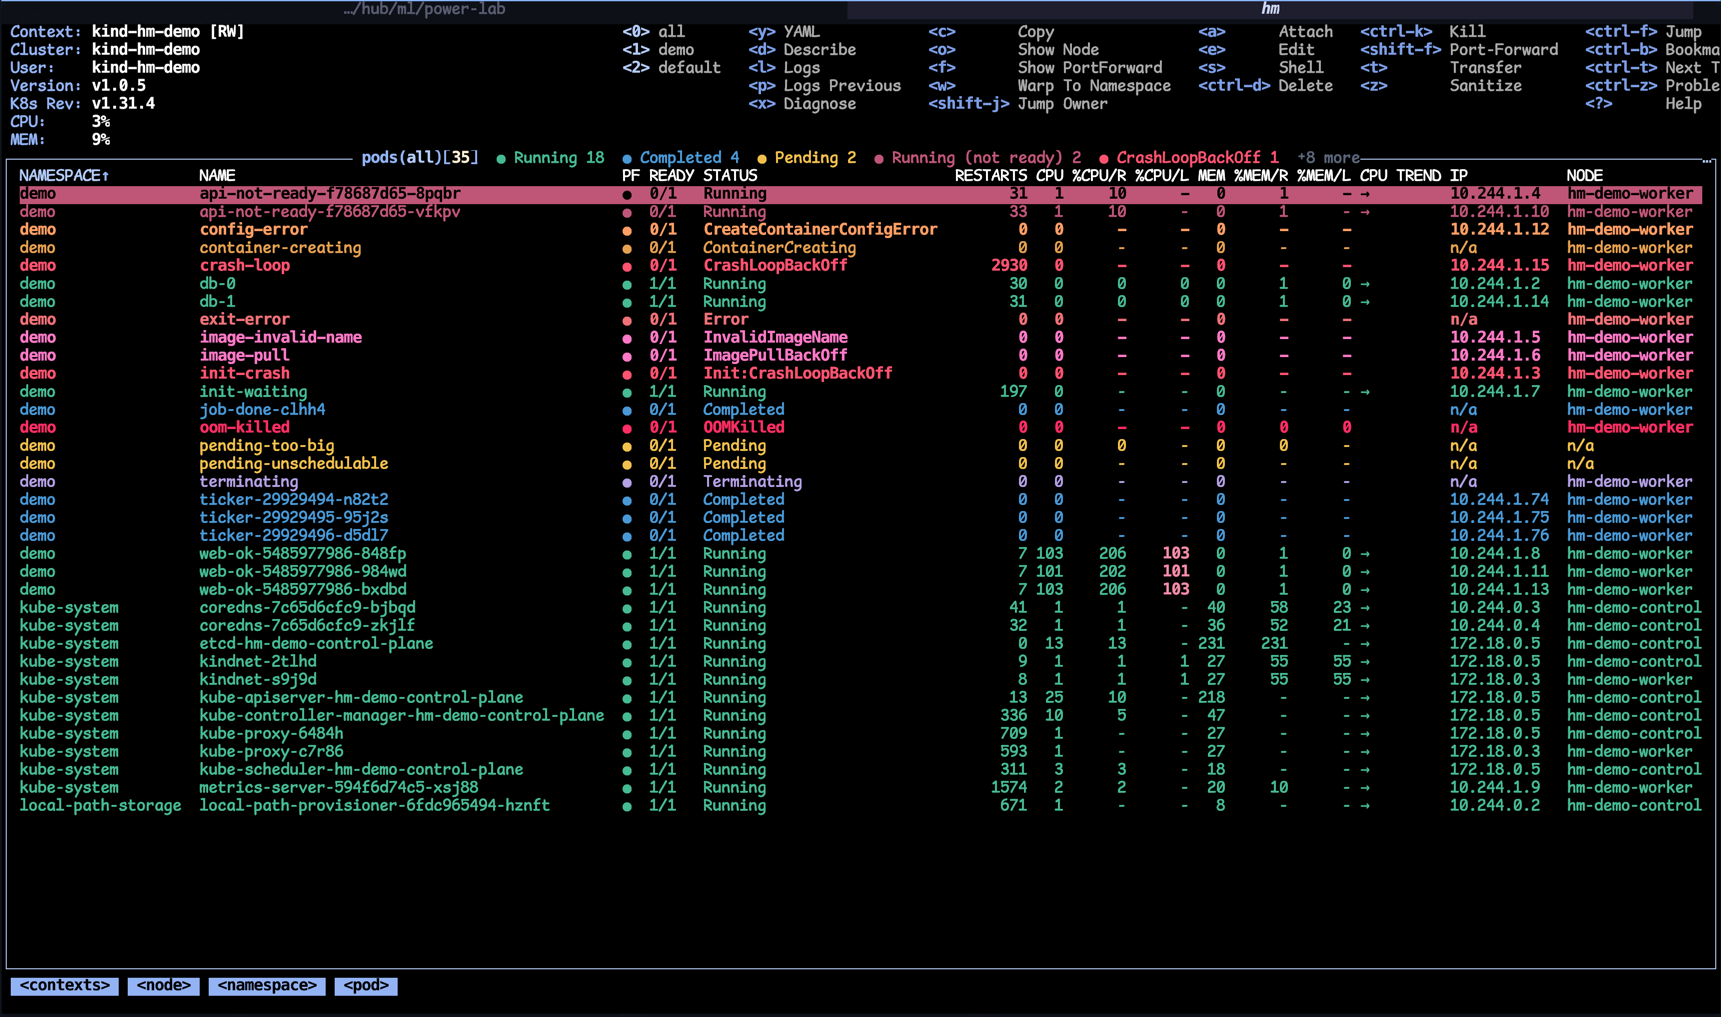 …/hub/ml/power-lab hm
Context: kind-hm-demo [RW] <0> all <y> YAML <c> Copy <a> Attach <ctrl-k> Kill <ctrl-f> Jump
Cluster: kind-hm-demo <1> demo <d> Describe <o> Show Node <e> Edit <shift-f> Port-Forward <ctrl-b> Bookma
User: kind-hm-demo <2> default <l> Logs <f> Show PortForward <s> Shell <t> Transfer <ctrl-t> Next T
Version: v1.0.5 <p> Logs Previous <w> Warp To Namespace <ctrl-d> Delete <z> Sanitize <ctrl-z> Proble
K8s Rev: v1.31.4 <x> Diagnose <shift-j> Jump Owner <?> Help
CPU: 3%
MEM: 9%
pods(all)[35] ● Running 18 ● Completed 4 ● Pending 2 ● Running (not ready) 2 ● CrashLoopBackOff 1 +8 more …
NAMESPACE↑ NAME PF READY STATUS RESTARTS CPU %CPU/R %CPU/L MEM %MEM/R %MEM/L CPU TREND IP NODE
demo api-not-ready-f78687d65-8pqbr ● 0/1 Running 31 1 10 - 0 1 - → 10.244.1.4 hm-demo-worker
demo api-not-ready-f78687d65-vfkpv ● 0/1 Running 33 1 10 - 0 1 - → 10.244.1.10 hm-demo-worker
demo config-error ● 0/1 CreateContainerConfigError 0 0 - - 0 - - 10.244.1.12 hm-demo-worker
demo container-creating ● 0/1 ContainerCreating 0 0 - - 0 - - n/a hm-demo-worker
demo crash-loop ● 0/1 CrashLoopBackOff 2930 0 - - 0 - - 10.244.1.15 hm-demo-worker
demo db-0 ● 1/1 Running 30 0 0 0 0 1 0 → 10.244.1.2 hm-demo-worker
demo db-1 ● 1/1 Running 31 0 0 0 0 1 0 → 10.244.1.14 hm-demo-worker
demo exit-error ● 0/1 Error 0 0 - - 0 - - n/a hm-demo-worker
demo image-invalid-name ● 0/1 InvalidImageName 0 0 - - 0 - - 10.244.1.5 hm-demo-worker
demo image-pull ● 0/1 ImagePullBackOff 0 0 - - 0 - - 10.244.1.6 hm-demo-worker
demo init-crash ● 0/1 Init:CrashLoopBackOff 0 0 - - 0 - - 10.244.1.3 hm-demo-worker
demo init-waiting ● 1/1 Running 197 0 - - 0 - - → 10.244.1.7 hm-demo-worker
demo job-done-clhh4 ● 0/1 Completed 0 0 - - 0 - - n/a hm-demo-worker
demo oom-killed ● 0/1 OOMKilled 0 0 - - 0 0 0 n/a hm-demo-worker
demo pending-too-big ● 0/1 Pending 0 0 0 - 0 0 - n/a n/a
demo pending-unschedulable ● 0/1 Pending 0 0 - - 0 - - n/a n/a
demo terminating ● 0/1 Terminating 0 0 - - 0 - - n/a hm-demo-worker
demo ticker-29929494-n82t2 ● 0/1 Completed 0 0 - - 0 - - 10.244.1.74 hm-demo-worker
demo ticker-29929495-95j2s ● 0/1 Completed 0 0 - - 0 - - 10.244.1.75 hm-demo-worker
demo ticker-29929496-d5dl7 ● 0/1 Completed 0 0 - - 0 - - 10.244.1.76 hm-demo-worker
demo web-ok-5485977986-848fp ● 1/1 Running 7 103 206 103 0 1 0 → 10.244.1.8 hm-demo-worker
demo web-ok-5485977986-984wd ● 1/1 Running 7 101 202 101 0 1 0 → 10.244.1.11 hm-demo-worker
demo web-ok-5485977986-bxdbd ● 1/1 Running 7 103 206 103 0 1 0 → 10.244.1.13 hm-demo-worker
kube-system coredns-7c65d6cfc9-bjbqd ● 1/1 Running 41 1 1 - 40 58 23 → 10.244.0.3 hm-demo-control
kube-system coredns-7c65d6cfc9-zkjlf ● 1/1 Running 32 1 1 - 36 52 21 → 10.244.0.4 hm-demo-control
kube-system etcd-hm-demo-control-plane ● 1/1 Running 0 13 13 - 231 231 - → 172.18.0.5 hm-demo-control
kube-system kindnet-2tlhd ● 1/1 Running 9 1 1 1 27 55 55 → 172.18.0.5 hm-demo-control
kube-system kindnet-s9j9d ● 1/1 Running 8 1 1 1 27 55 55 → 172.18.0.3 hm-demo-worker
kube-system kube-apiserver-hm-demo-control-plane ● 1/1 Running 13 25 10 - 218 - - → 172.18.0.5 hm-demo-control
kube-system kube-controller-manager-hm-demo-control-plane ● 1/1 Running 336 10 5 - 47 - - → 172.18.0.5 hm-demo-control
kube-system kube-proxy-6484h ● 1/1 Running 709 1 - - 27 - - → 172.18.0.5 hm-demo-control
kube-system kube-proxy-c7r86 ● 1/1 Running 593 1 - - 27 - - → 172.18.0.3 hm-demo-worker
kube-system kube-scheduler-hm-demo-control-plane ● 1/1 Running 311 3 3 - 18 - - → 172.18.0.5 hm-demo-control
kube-system metrics-server-594f6d74c5-xsj88 ● 1/1 Running 1574 2 2 - 20 10 - → 10.244.1.9 hm-demo-worker
local-path-storage local-path-provisioner-6fdc965494-hznft ● 1/1 Running 671 1 - - 8 - - → 10.244.0.2 hm-demo-control
<contexts> <node> <namespace> <pod>